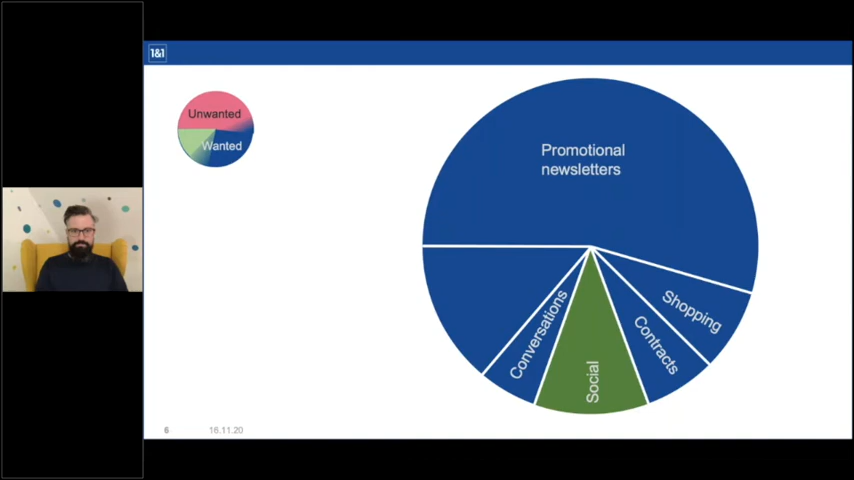 1&1
Unwanted
Wanted
Promotional
newsletters
Shopping
Contracts
Social
Conversations
6
16.11.20